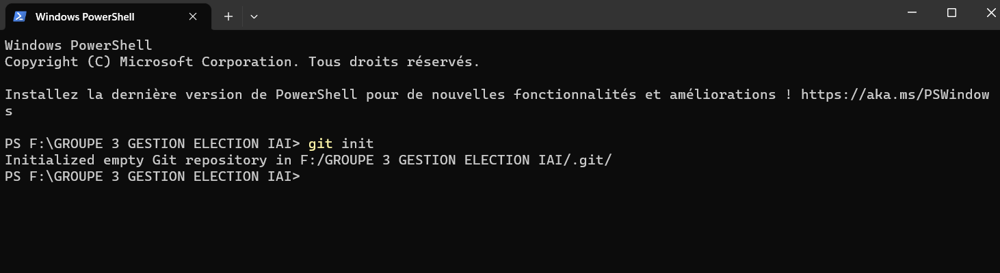 Windows PowerShell
Windows PowerShell
Copyright (C) Microsoft Corporation. Tous droits réservés.
Installez la dernière version de PowerShell pour de nouvelles fonctionnalités et améliorations ! https://aka.ms/PSWindow
s
PS F:\GROUPE 3 GESTION ELECTION IAI> git init
Initialized empty Git repository in F:/GROUPE 3 GESTION ELECTION IAI/.git/
PS F:\GROUPE 3 GESTION ELECTION IAI>